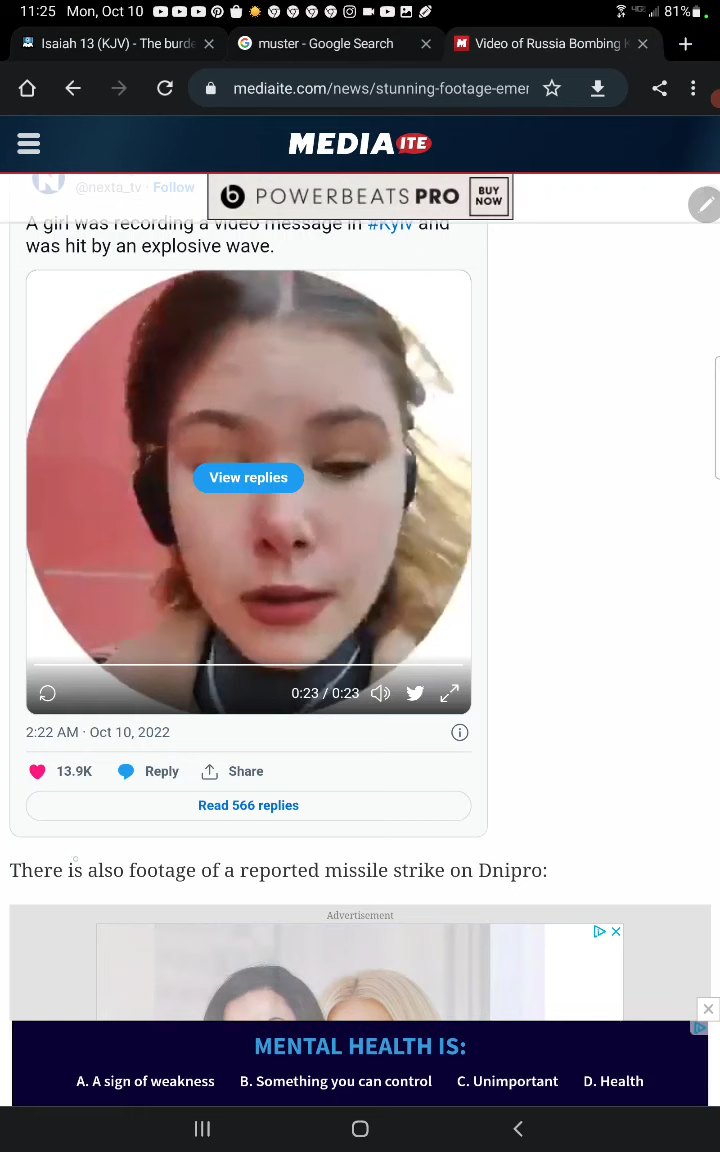 11:25 Mon, Oct 10
81%
Isaiah 13 (KJV) - The burde
muster - Google Search
Video of Russia Bombing K
mediaite.com/news/stunning-footage-emer
MEDIAITE
@nexta_tv · Follow
POWERBEATS PRO
BUY NOW
A girl was recording a video message in #Kyiv and
was hit by an explosive wave.
View replies
0:23 / 0:23
2:22 AM · Oct 10, 2022
13.9K Reply Share
Read 566 replies
There is also footage of a reported missile strike on Dnipro:
Advertisement
MENTAL HEALTH IS:
A. A sign of weakness B. Something you can control C. Unimportant D. Health